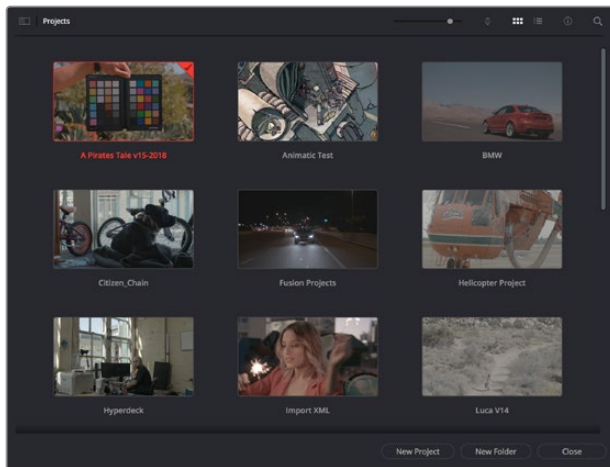 Projects
A Pirates Tale v15-2018
Animatic Test
BMW
Citizen_Chain
Fusion Projects
Helicopter Project
Hyperdeck
Import XML
Luca V14
New Project
New Folder
Close